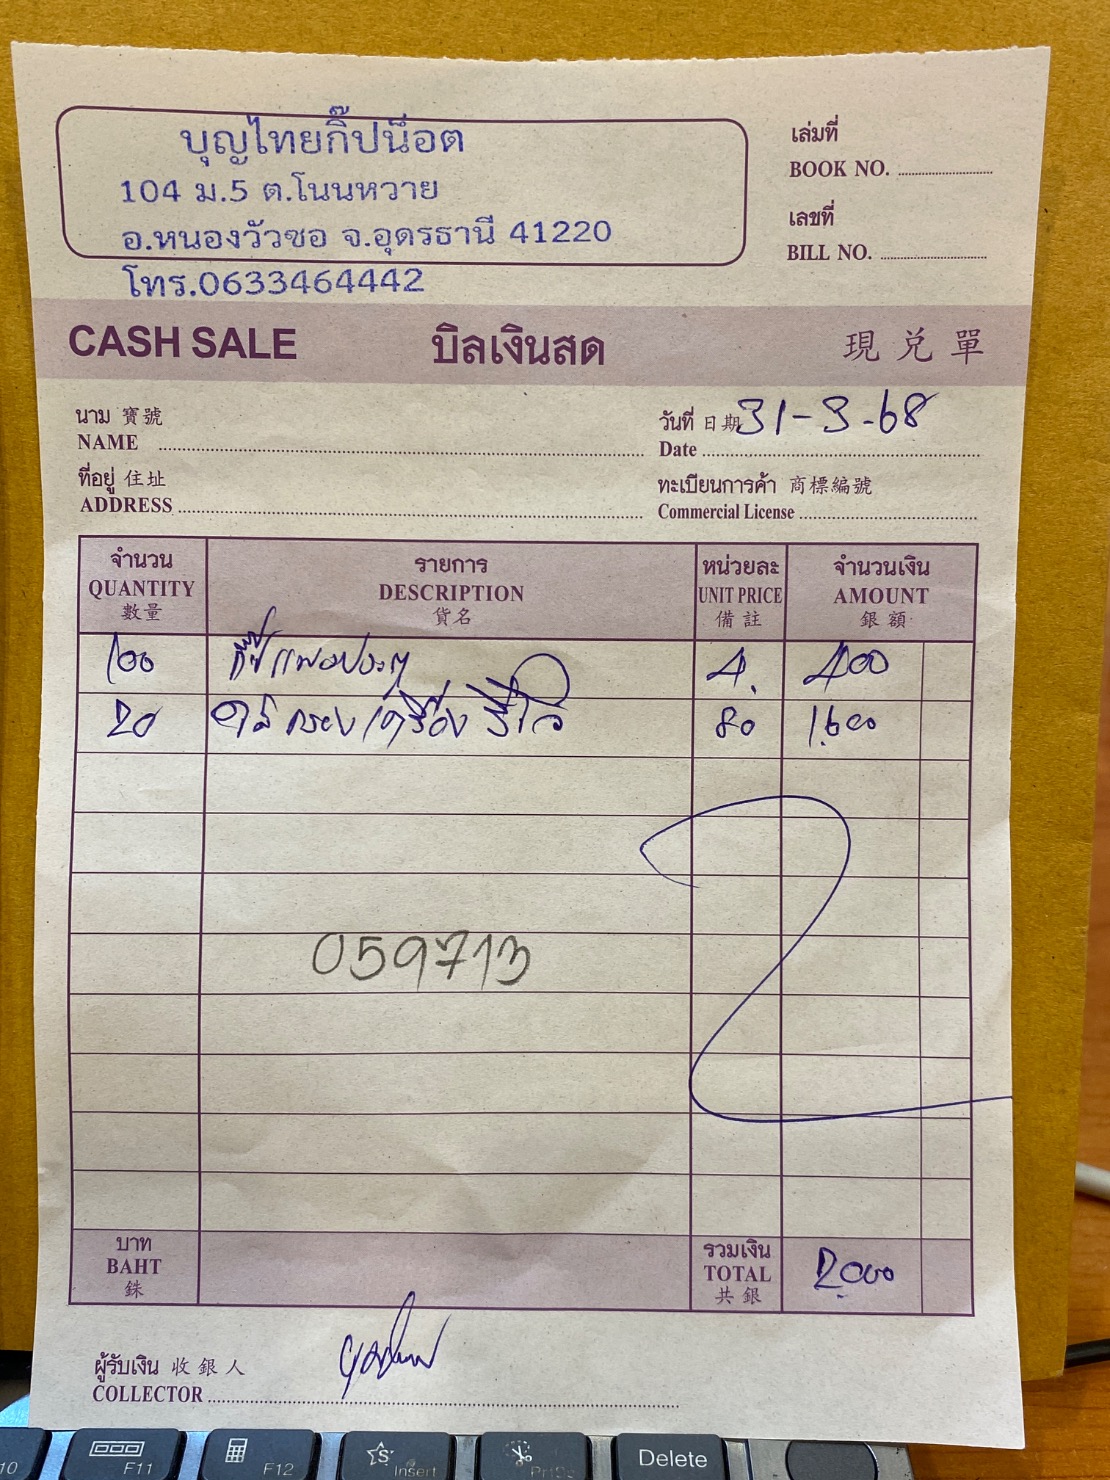 บุญไทยกิ๊ปน็อต
104 ม.5 ต.โนนหวาย
อ.หนองวัวซอ จ.อุดรธานี 41220
โทร.0633464442
เล่มที่
BOOK NO.
เลขที่
BILL NO.
CASH SALE บิลเงินสด 現兌單
นาม 寶號
NAME
วันที่ 日期 31-3-68
Date
ที่อยู่ 住址
ADDRESS
ทะเบียนการค้า 商標編號
Commercial License
จำนวน รายการ หน่วยละ จำนวนเงิน
QUANTITY DESCRIPTION UNIT PRICE AMOUNT
數量 貨名 備註 銀額
100 กิ๊ป 4. 400
20 80 1,600
059713
บาท รวมเงิน
BAHT TOTAL 2,000
銖 共銀
ผู้รับเงิน 收銀人
COLLECTOR
F10
F11
F12
Insert
PrtSc
Delete